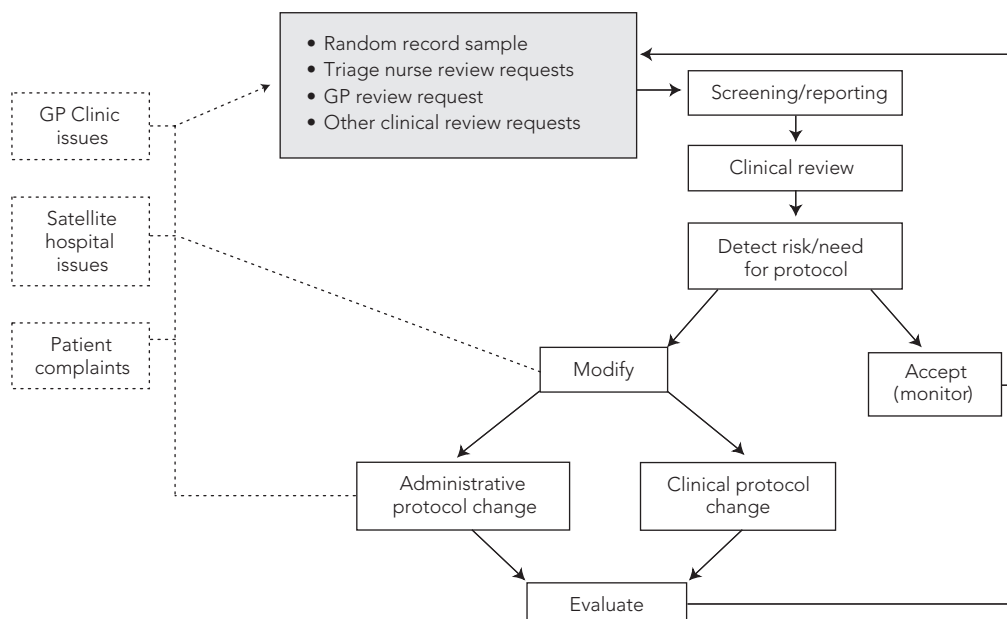 • Random record sample
• Triage nurse review requests
• GP review request
• Other clinical review requests
Screening/reporting
GP Clinic
issues
Clinical review
Satellite
hospital
issues
Detect risk/need
for protocol
Patient
complaints
Modify
Accept
(monitor)
Administrative
protocol change
Clinical protocol
change
Evaluate